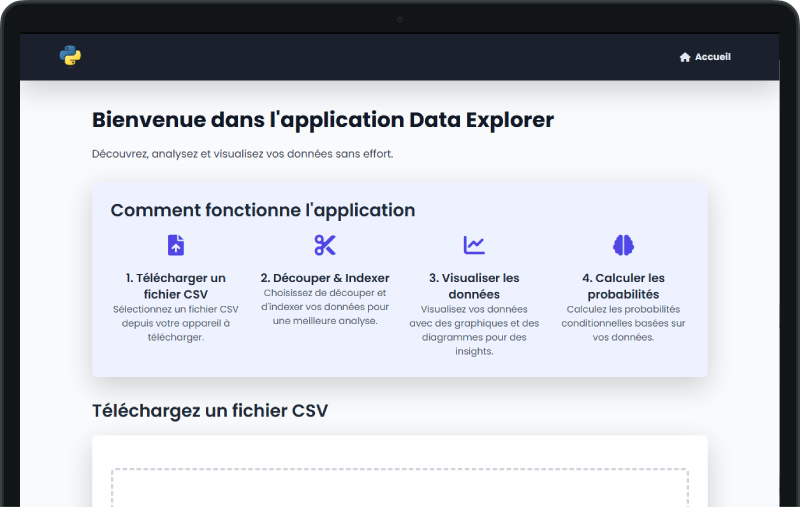 Accueil
Bienvenue dans l'application Data Explorer
Découvrez, analysez et visualisez vos données sans effort.
Comment fonctionne l'application
1. Télécharger un
fichier CSV
Sélectionnez un fichier CSV
depuis votre appareil à
télécharger.
2. Découper & Indexer
Choisissez de découper et
d'indexer vos données pour
une meilleure analyse.
3. Visualiser les
données
Visualisez vos données
avec des graphiques et des
diagrammes pour des
insights.
4. Calculer les
probabilités
Calculez les probabilités
conditionnelles basées sur
vos données.
Téléchargez un fichier CSV